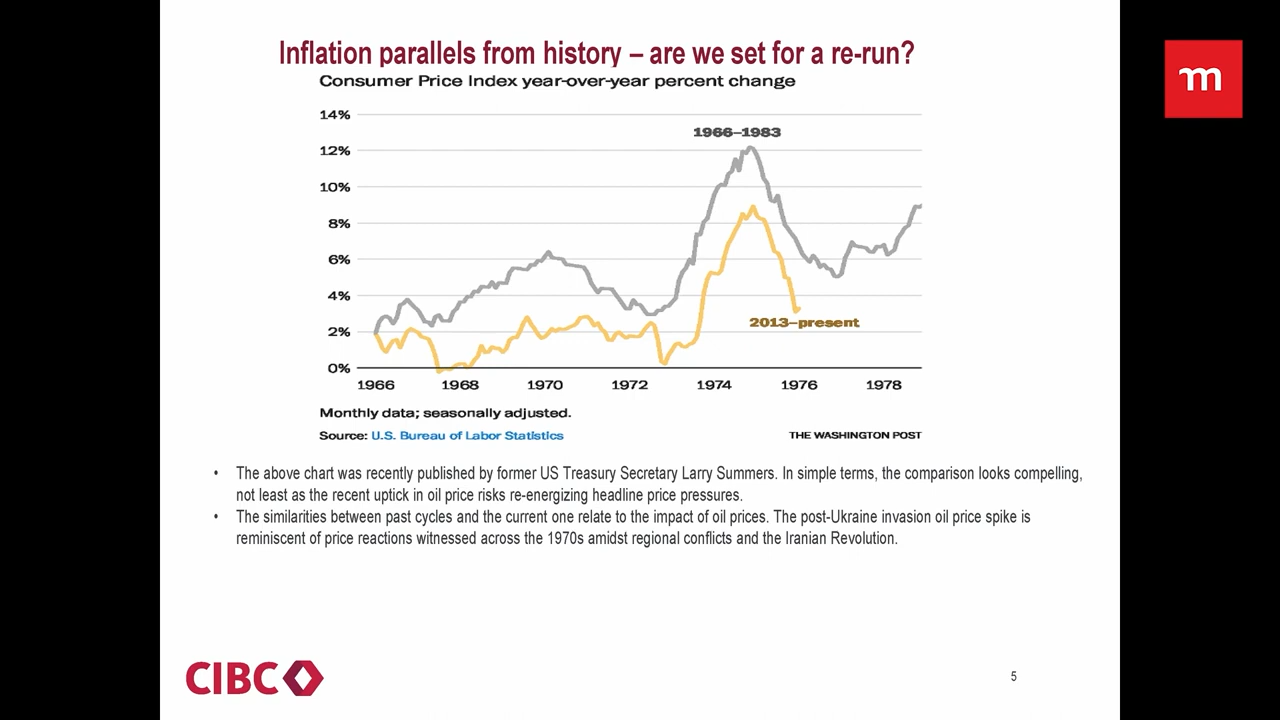 Inflation parallels from history – are we set for a re-run?
m
Consumer Price Index year-over-year percent change
14%
1966–1983
12%
10%
8%
6%
4%
2013–present
2%
0%
1966 1968 1970 1972 1974 1976 1978
Monthly data; seasonally adjusted.
Source: U.S. Bureau of Labor Statistics THE WASHINGTON POST
• The above chart was recently published by former US Treasury Secretary Larry Summers. In simple terms, the comparison looks compelling,
not least as the recent uptick in oil price risks re-energizing headline price pressures.
• The similarities between past cycles and the current one relate to the impact of oil prices. The post-Ukraine invasion oil price spike is
reminiscent of price reactions witnessed across the 1970s amidst regional conflicts and the Iranian Revolution.
CIBC
5